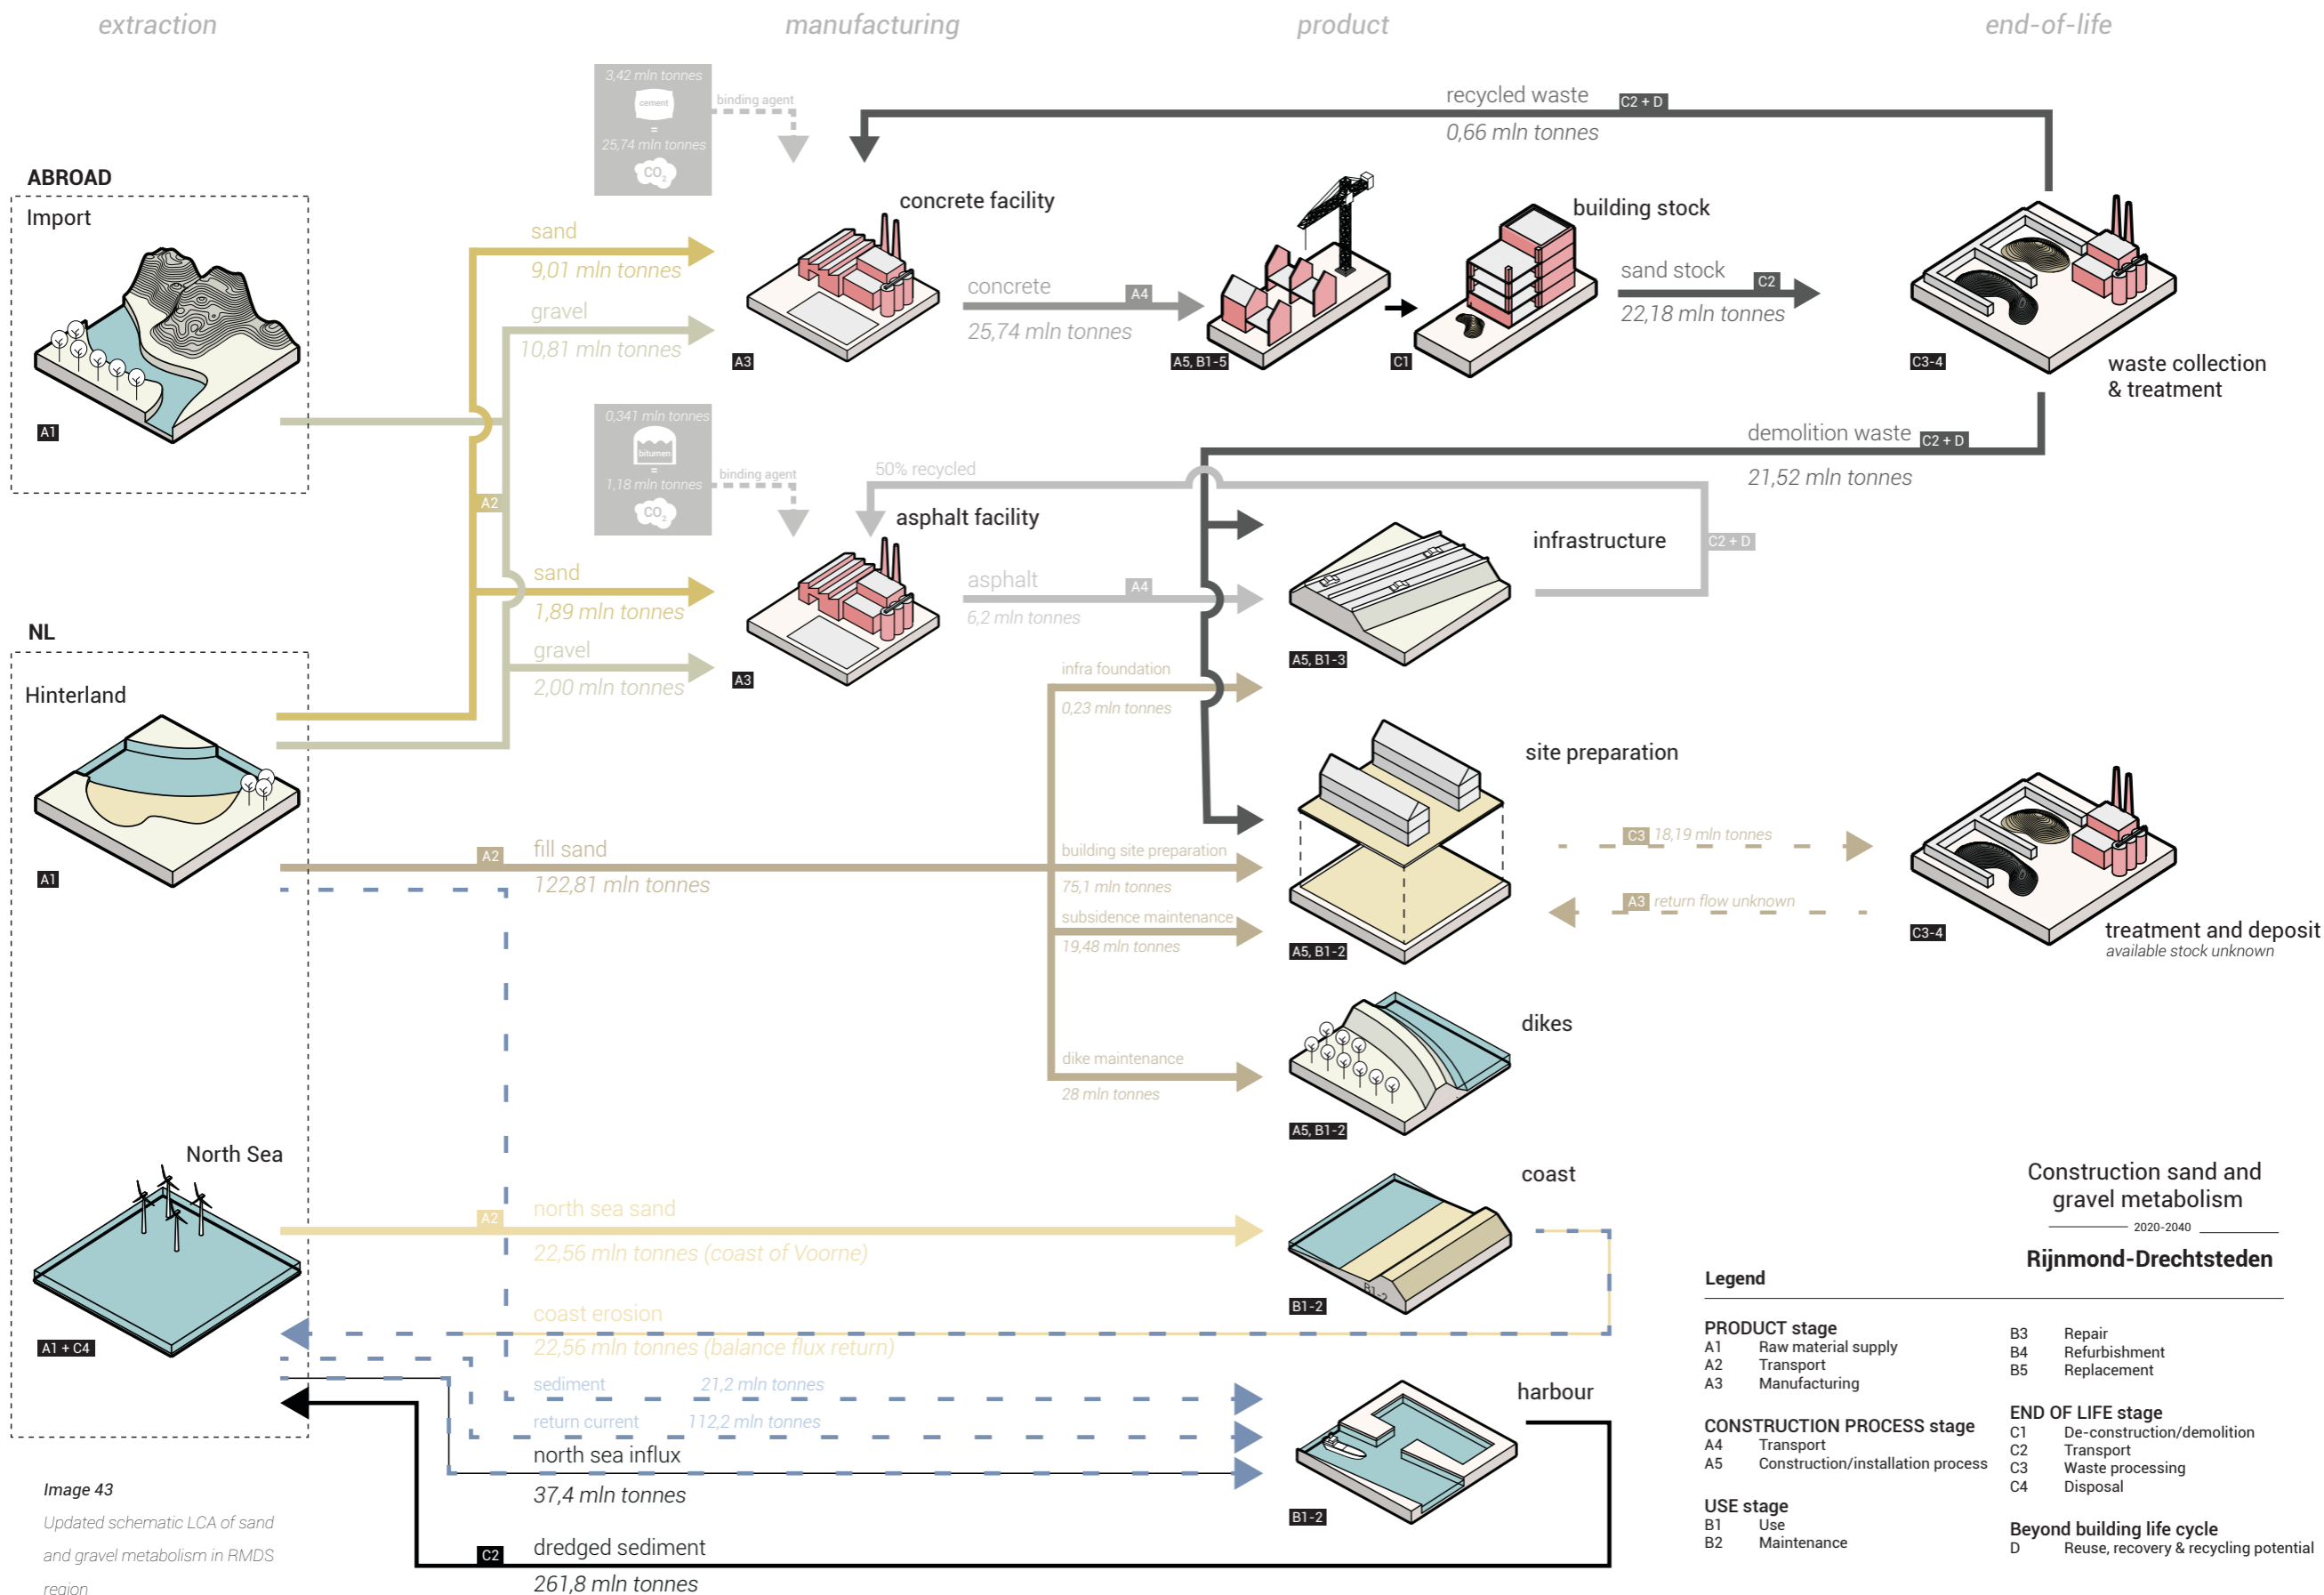 extraction
manufacturing
product
end-of-life
3,42 mln tonnes
cement
=
25,74 mln tonnes
CO2
binding agent
recycled waste
C2 + D
0,66 mln tonnes
ABROAD
Import
A1
sand
9,01 mln tonnes
gravel
10,81 mln tonnes
concrete facility
A3
concrete
A4
25,74 mln tonnes
A5, B1-5
building stock
C1
sand stock
C2
22,18 mln tonnes
C3-4
waste collection
& treatment
demolition waste
C2 + D
21,52 mln tonnes
0,341 mln tonnes
bitumen
=
1,18 mln tonnes
CO2
binding agent
50% recycled
A2
asphalt facility
sand
1,89 mln tonnes
gravel
2,00 mln tonnes
A3
asphalt
A4
6,2 mln tonnes
infrastructure
C2 + D
A5, B1-3
NL
Hinterland
A1
infra foundation
0,23 mln tonnes
A2
fill sand
122,81 mln tonnes
building site preparation
75,1 mln tonnes
subsidence maintenance
19,48 mln tonnes
site preparation
A5, B1-2
C3
18,19 mln tonnes
A3
return flow unknown
C3-4
treatment and deposit
available stock unknown
dike maintenance
28 mln tonnes
dikes
A5, B1-2
North Sea
A1 + C4
A2
north sea sand
22,56 mln tonnes (coast of Voorne)
coast
B1-2
B1-2
coast erosion
22,56 mln tonnes (balance flux return)
sediment
21,2 mln tonnes
return current
112,2 mln tonnes
north sea influx
37,4 mln tonnes
harbour
B1-2
C2
dredged sediment
261,8 mln tonnes
Image 43
Updated schematic LCA of sand
and gravel metabolism in RMDS
region
Construction sand and
gravel metabolism
2020-2040
Rijnmond-Drechtsteden
Legend
PRODUCT stage
A1 Raw material supply
A2 Transport
A3 Manufacturing
CONSTRUCTION PROCESS stage
A4 Transport
A5 Construction/installation process
USE stage
B1 Use
B2 Maintenance
B3 Repair
B4 Refurbishment
B5 Replacement
END OF LIFE stage
C1 De-construction/demolition
C2 Transport
C3 Waste processing
C4 Disposal
Beyond building life cycle
D Reuse, recovery & recycling potential